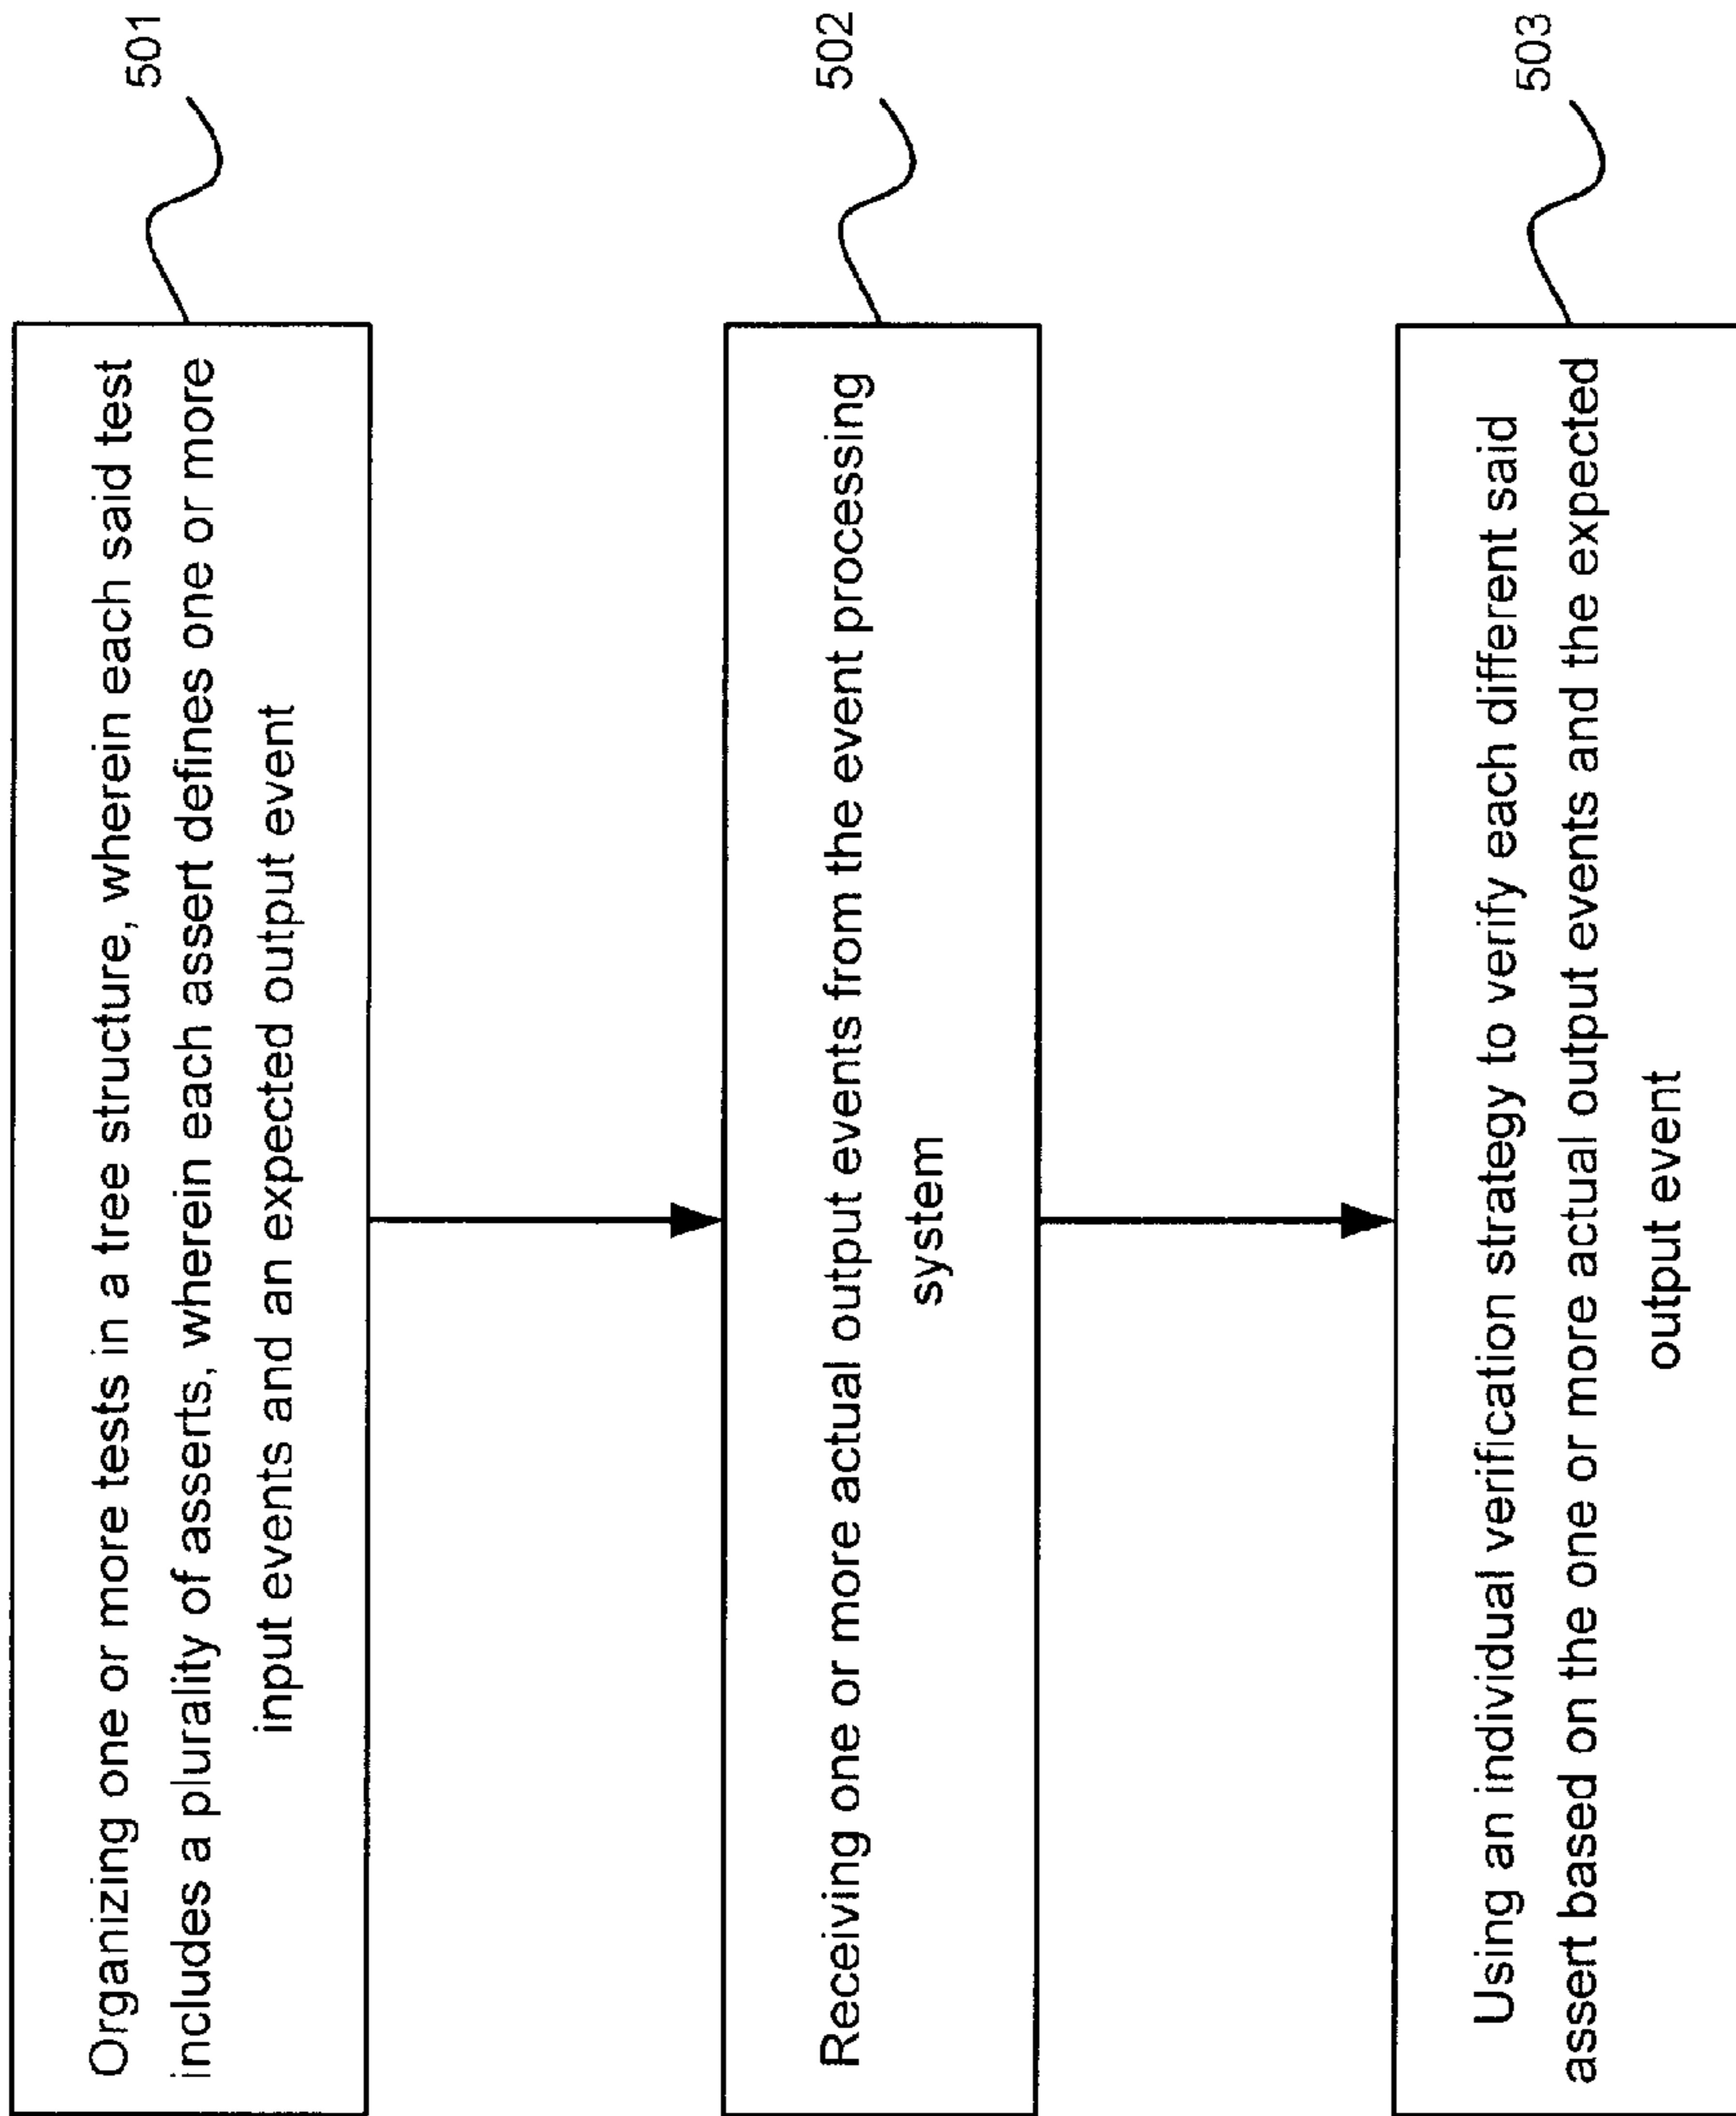 Organizing one or more tests in a tree structure, wherein each said test
includes a plurality of asserts, wherein each assert defines one or more
input events and an expected output event
501
Receiving one or more actual output events from the event processing
system
502
Using an individual verification strategy to verify each different said
assert based on the one or more actual output events and the expected
output event
503